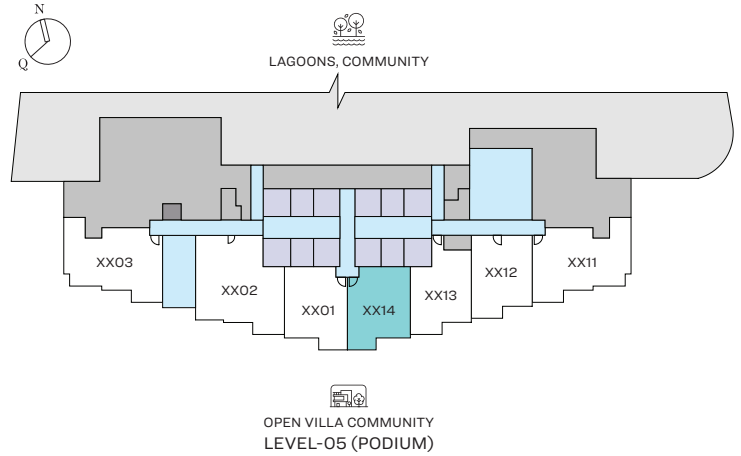 N
Q
LAGOONS, COMMUNITY
XX03
XX02
XX01
XX14
XX13
XX12
XX11
OPEN VILLA COMMUNITY
LEVEL-05 (PODIUM)